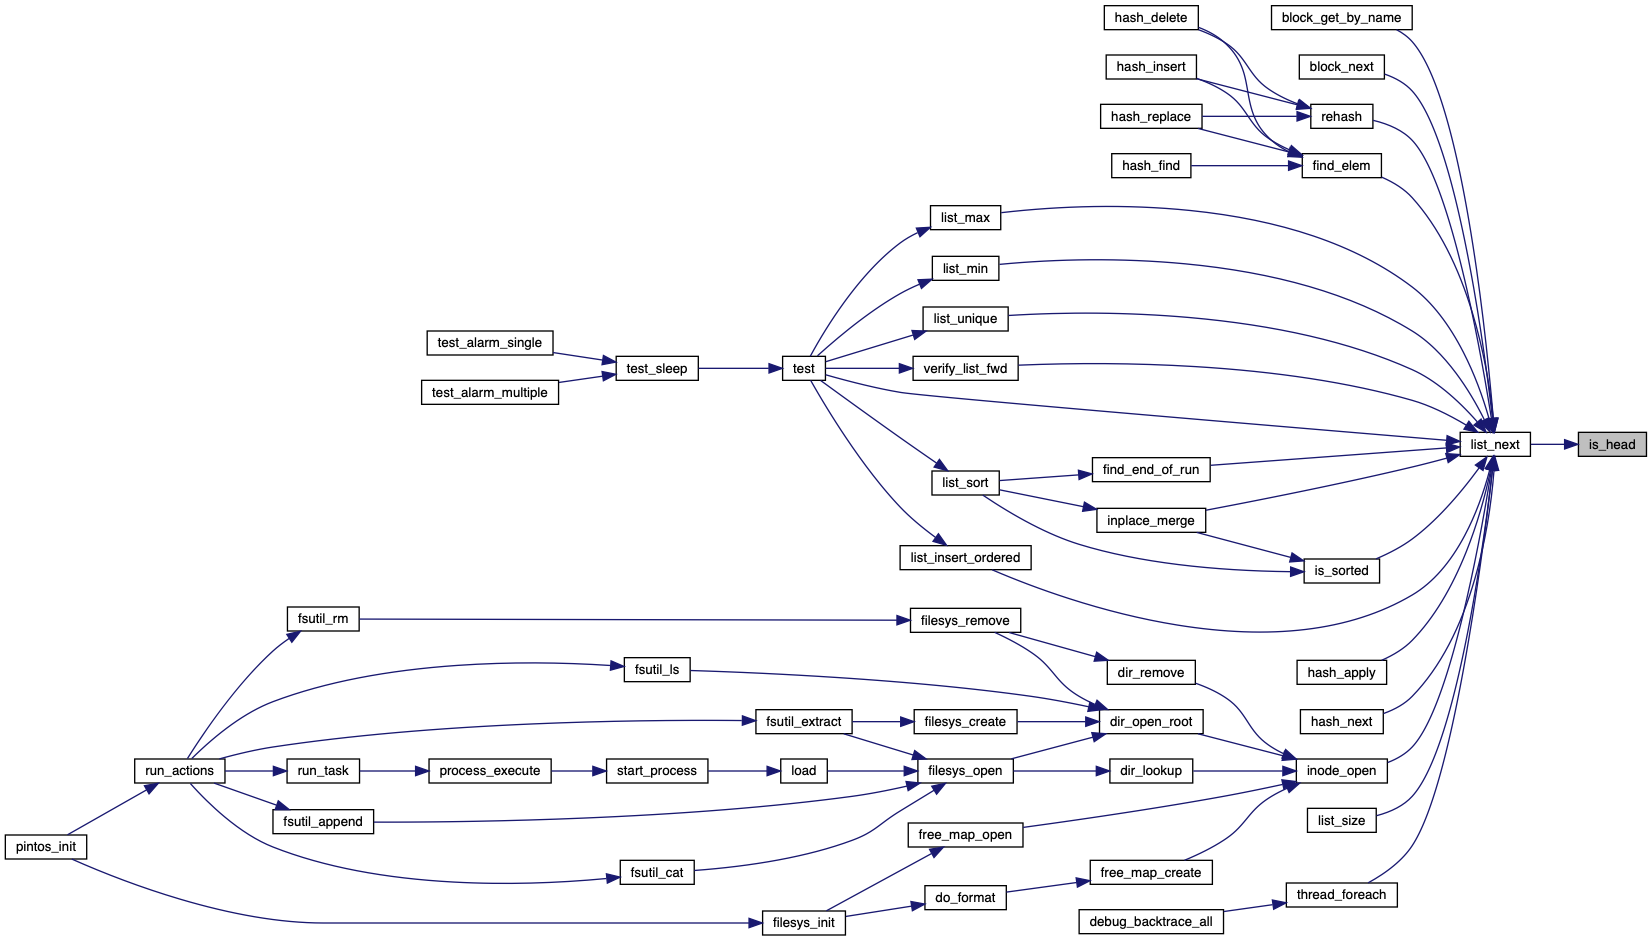 hash_delete
block_get_by_name
hash_insert
block_next
hash_replace
rehash
hash_find
find_elem
list_max
list_min
list_unique
test_alarm_single
test_sleep
test
verify_list_fwd
test_alarm_multiple
list_next
is_head
find_end_of_run
list_sort
inplace_merge
list_insert_ordered
is_sorted
fsutil_rm
filesys_remove
fsutil_ls
dir_remove
hash_apply
fsutil_extract
filesys_create
dir_open_root
hash_next
run_actions
run_task
process_execute
start_process
load
filesys_open
dir_lookup
inode_open
fsutil_append
list_size
pintos_init
free_map_open
fsutil_cat
free_map_create
do_format
thread_foreach
filesys_init
debug_backtrace_all